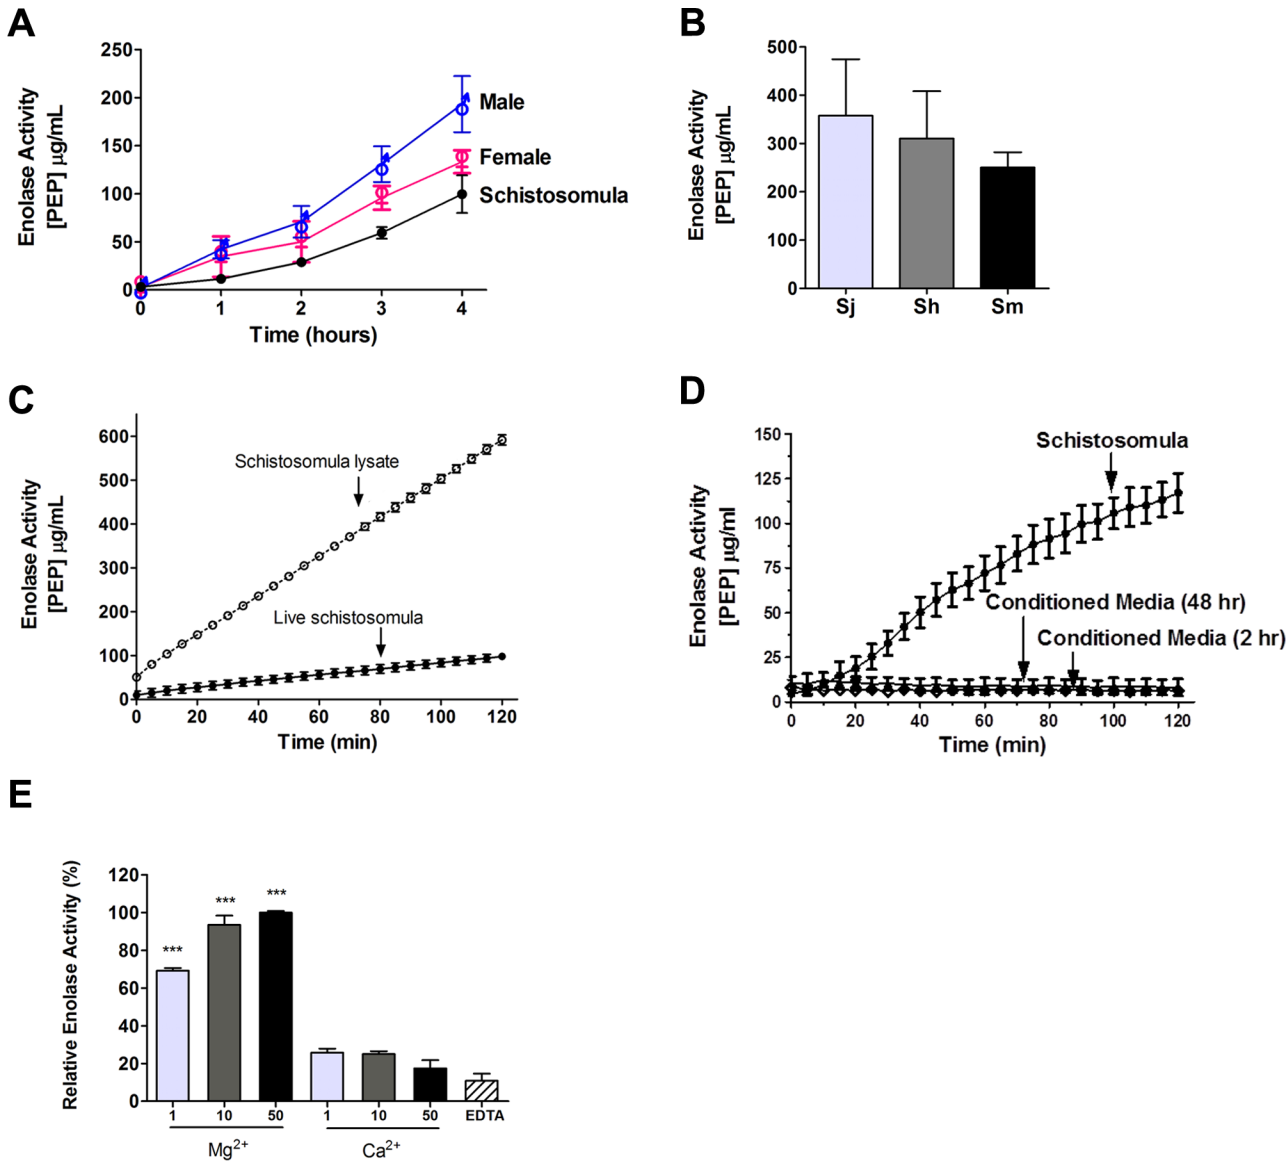 A
Enolase Activity
[PEP] µg/mL
250
200
150
100
50
0
0 1 2 3 4
Time (hours)
Male
Female
Schistosomula
B
Enolase Activity
[PEP] µg/mL
500
400
300
200
100
0
Sj Sh Sm
C
Enolase Activity
[PEP] µg/mL
600
500
400
300
200
100
0
0 20 40 60 80 100 120
Time (min)
Schistosomula lysate
Live schistosomula
D
Enolase Activity
[PEP] µg/ml
150
125
100
75
50
25
0
0 20 40 60 80 100 120
Time (min)
Schistosomula
Conditioned Media (48 hr)
Conditioned Media (2 hr)
E
Relative Enolase Activity (%)
120
100
80
60
40
20
0
*** *** ***
1 10 50 1 10 50 EDTA
Mg²⁺ Ca²⁺